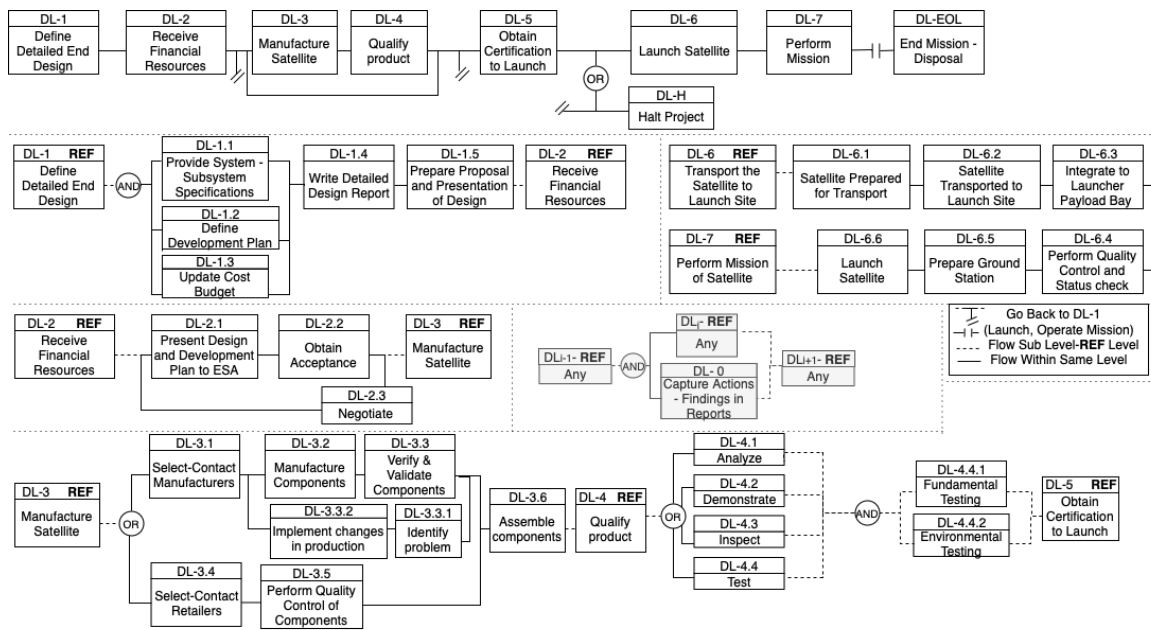 DL-1
Define
Detailed End
Design
DL-2
Receive
Financial
Resources
DL-3
Manufacture
Satellite
DL-4
Qualify
product
DL-5
Obtain
Certification
to Launch
DL-6
Launch Satellite
DL-7
Perform
Mission
DL-EOL
End Mission -
Disposal
OR
DL-H
Halt Project
DL-1 REF
Define
Detailed End
Design
AND
DL-1.1
Provide System -
Subsystem
Specifications
DL-1.2
Define
Development Plan
DL-1.3
Update Cost
Budget
DL-1.4
Write Detailed
Design Report
DL-1.5
Prepare Proposal
and Presentation
of Design
DL-2 REF
Receive
Financial
Resources
DL-6 REF
Transport the
Satellite to
Launch Site
DL-6.1
Satellite Prepared
for Transport
DL-6.2
Satellite
Transported to
Launch Site
DL-6.3
Integrate to
Launcher
Payload Bay
DL-7 REF
Perform Mission
of Satellite
DL-6.6
Launch
Satellite
DL-6.5
Prepare Ground
Station
DL-6.4
Perform Quality
Control and
Status check
DL-2 REF
Receive
Financial
Resources
DL-2.1
Present Design
and Development
Plan to ESA
DL-2.2
Obtain
Acceptance
DL-3 REF
Manufacture
Satellite
DL-2.3
Negotiate
DLi-1- REF
Any
AND
DLi- REF
Any
DL- 0
Capture Actions
- Findings in
Reports
DLi+1- REF
Any
Go Back to DL-1
(Launch, Operate Mission)
Flow Sub Level-REF Level
Flow Within Same Level
DL-3 REF
Manufacture
Satellite
OR
DL-3.1
Select-Contact
Manufacturers
DL-3.2
Manufacture
Components
DL-3.3
Verify &
Validate
Components
DL-3.3.2
Implement changes
in production
DL-3.3.1
Identify
problem
DL-3.4
Select-Contact
Retailers
DL-3.5
Perform Quality
Control of
Components
DL-3.6
Assemble
components
DL-4 REF
Qualify
product
OR
DL-4.1
Analyze
DL-4.2
Demonstrate
DL-4.3
Inspect
DL-4.4
Test
AND
DL-4.4.1
Fundamental
Testing
DL-4.4.2
Environmental
Testing
DL-5 REF
Obtain
Certification
to Launch